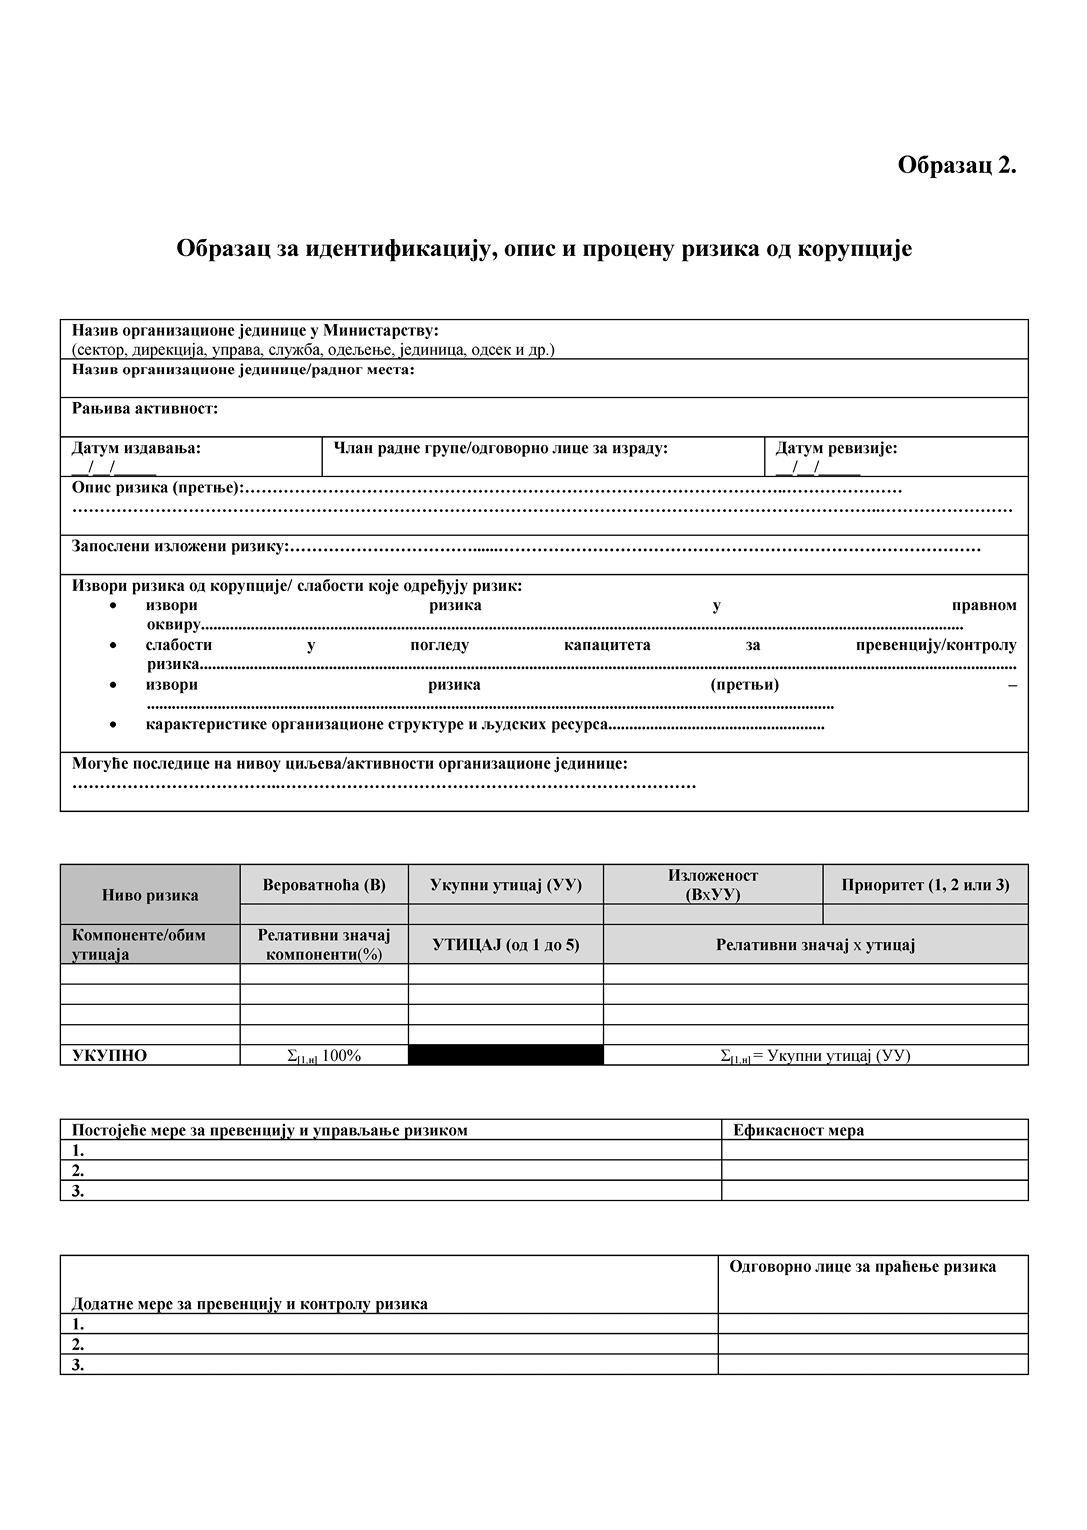 Образац 2.
Образац за идентификацију, опис и процену ризика од корупције
Назив организационе јединице у Министарству:
(сектор, дирекција, управа, служба, одељење, јединица, одсек и др.)
Назив организационе јединице/радног места:
Рањива активност:
Датум издавања:
__/__/_____
Члан радне групе/одговорно лице за израду:
Датум ревизије:
__/__/_____
Опис ризика (претње):……………………………………………………………………………………..…………………
…………………………………………………………………………………………………………………………………..……………………
Запослени изложени ризику:……………………………......……………………………………………………………………………
Извори ризика од корупције/ слабости које одређују ризик:
• извори ризика у правном
оквиру........................................................................................................................
• слабости у погледу капацитета за превенцију/контролу
ризика........................................................................................................................
• извори ризика (претњи) –
........................................................................................................................
• карактеристике организационе структуре и људских ресурса....................................................
Могуће последице на нивоу циљева/активности организационе јединице:
………………………………..…………………………………………………………………
Ниво ризика
Вероватноћа (В)
Укупни утицај (УУ)
Изложеност
(ВхУУ)
Приоритет (1, 2 или 3)
Компоненте/обим
утицаја
Релативни значај
компоненти(%)
УТИЦАЈ (од 1 до 5)
Релативни значај х утицај
УКУПНО
Σ[1,н] 100%
Σ[1,н] = Укупни утицај (УУ)
Постојеће мере за превенцију и управљање ризиком
Ефикасност мера
1.
2.
3.
Одговорно лице за праћење ризика
Додатне мере за превенцију и контролу ризика
1.
2.
3.